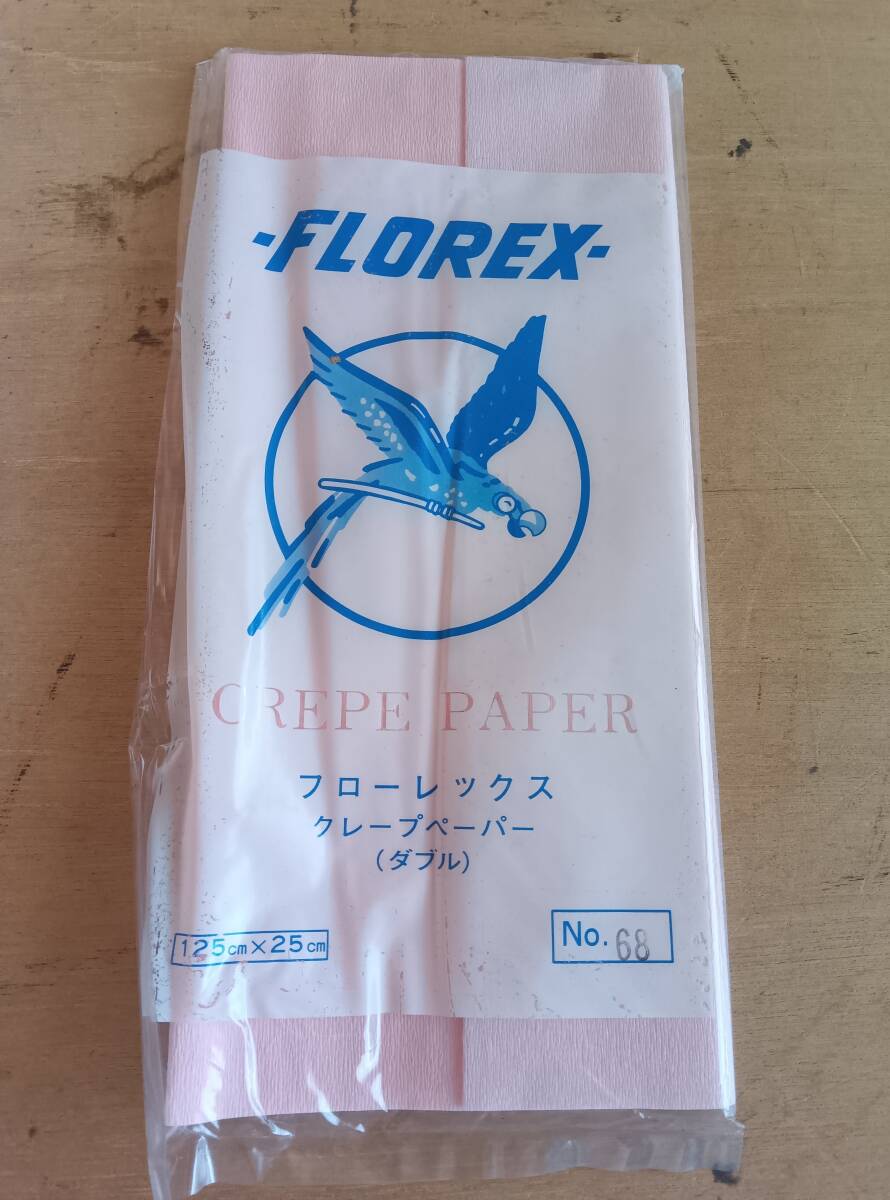 -FLOREX-
CREPE PAPER
フローレックス
クレープペーパー
(ダブル)
125cm×25cm
No. 68